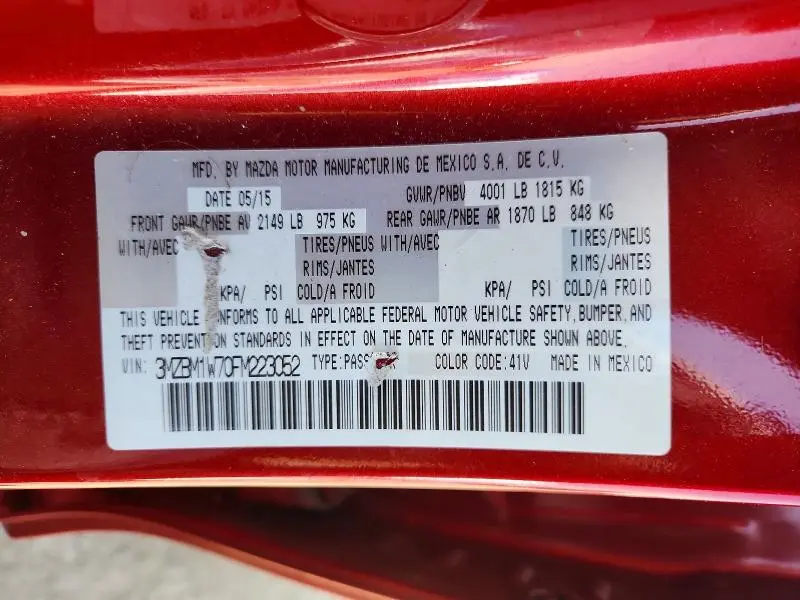 MFD. BY MAZDA MOTOR MANUFACTURING DE MEXICO S.A. DE C.V.
DATE 05/15 GVWR/PNBV 4001 LB 1815 KG
FRONT GAWR/PNBE AV 2149 LB 975 KG REAR GAWR/PNBE AR 1870 LB 848 KG
WITH/AVEC TIRES/PNEUS WITH/AVEC TIRES/PNEUS
RIMS/JANTES RIMS/JANTES
KPA/ PSI COLD/A FROID KPA/ PSI COLD/A FROID
THIS VEHICLE TO ALL APPLICABLE FEDERAL MOTOR VEHICLE SAFETY, BUMPER, AND
THEFT STANDARDS IN EFFECT ON THE DATE OF MANUFACTURE SHOWN ABOVE.
VIN: 3MZBM1W70FM223052 TYPE:PASS COLOR CODE:41V MADE IN MEXICO